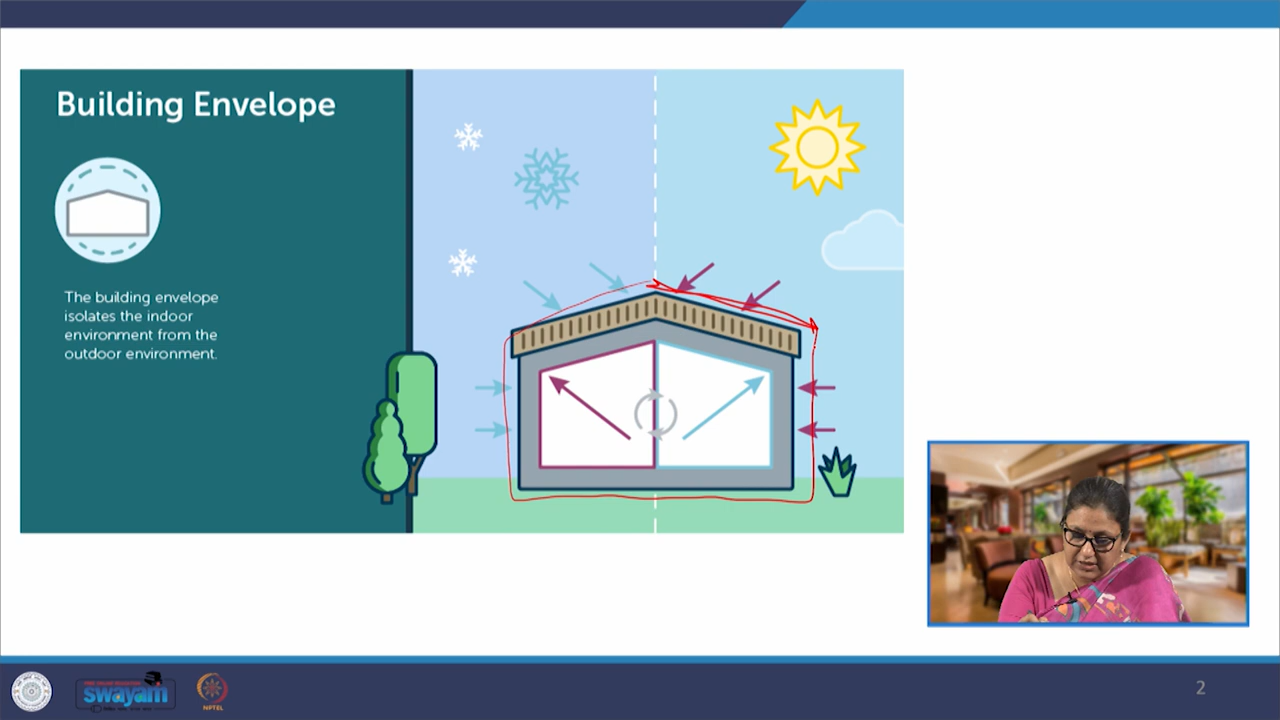 Building Envelope
The building envelope
isolates the indoor
environment from the
outdoor environment.
swayam
NPTEL
2